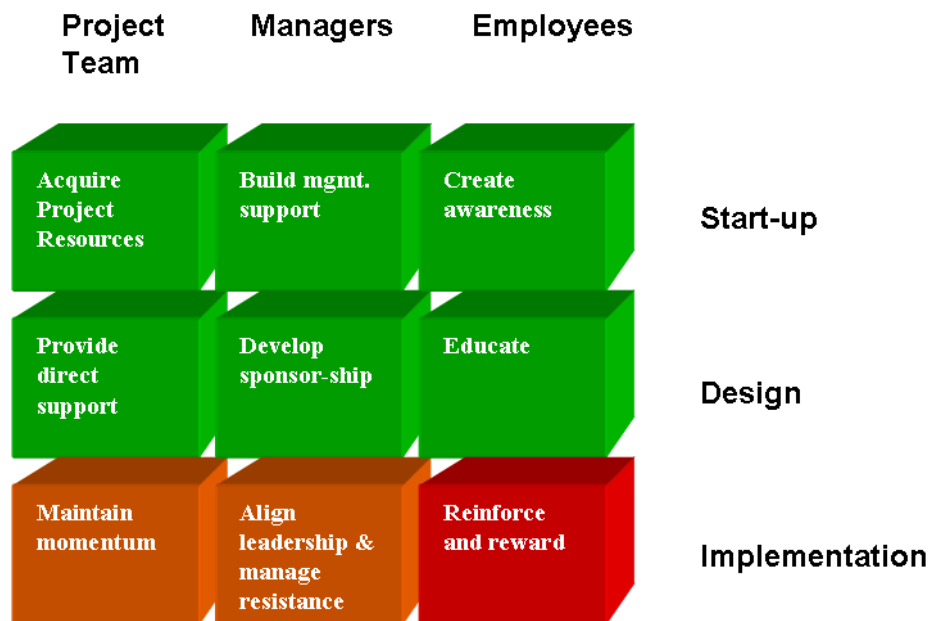 Project
Team
Managers
Employees
Acquire
Project
Resources
Build mgmt.
support
Create
awareness
Start-up
Provide
direct
support
Develop
sponsor-ship
Educate
Design
Maintain
momentum
Align
leadership &
manage
resistance
Reinforce
and reward
Implementation